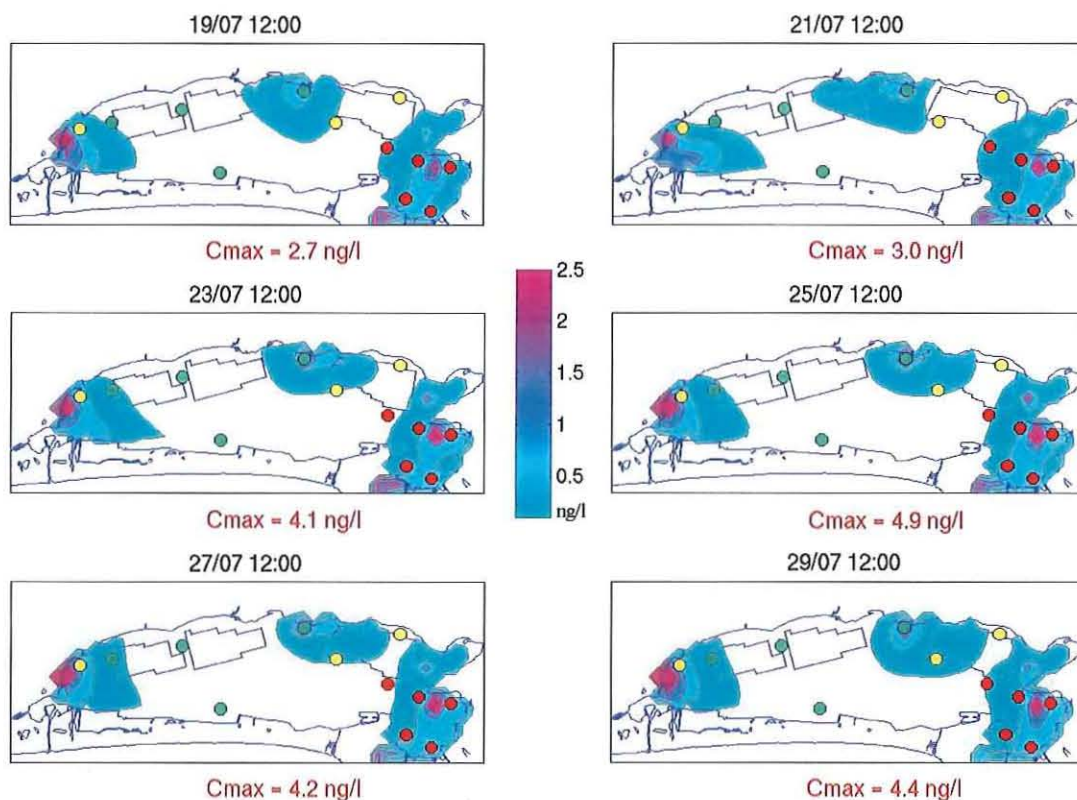 19/07 12:00
21/07 12:00
Cmax = 2.7 ng/l
Cmax = 3.0 ng/l
23/07 12:00
25/07 12:00
2.5
2
1.5
1
0.5
ng/l
Cmax = 4.1 ng/l
Cmax = 4.9 ng/l
27/07 12:00
29/07 12:00
Cmax = 4.2 ng/l
Cmax = 4.4 ng/l